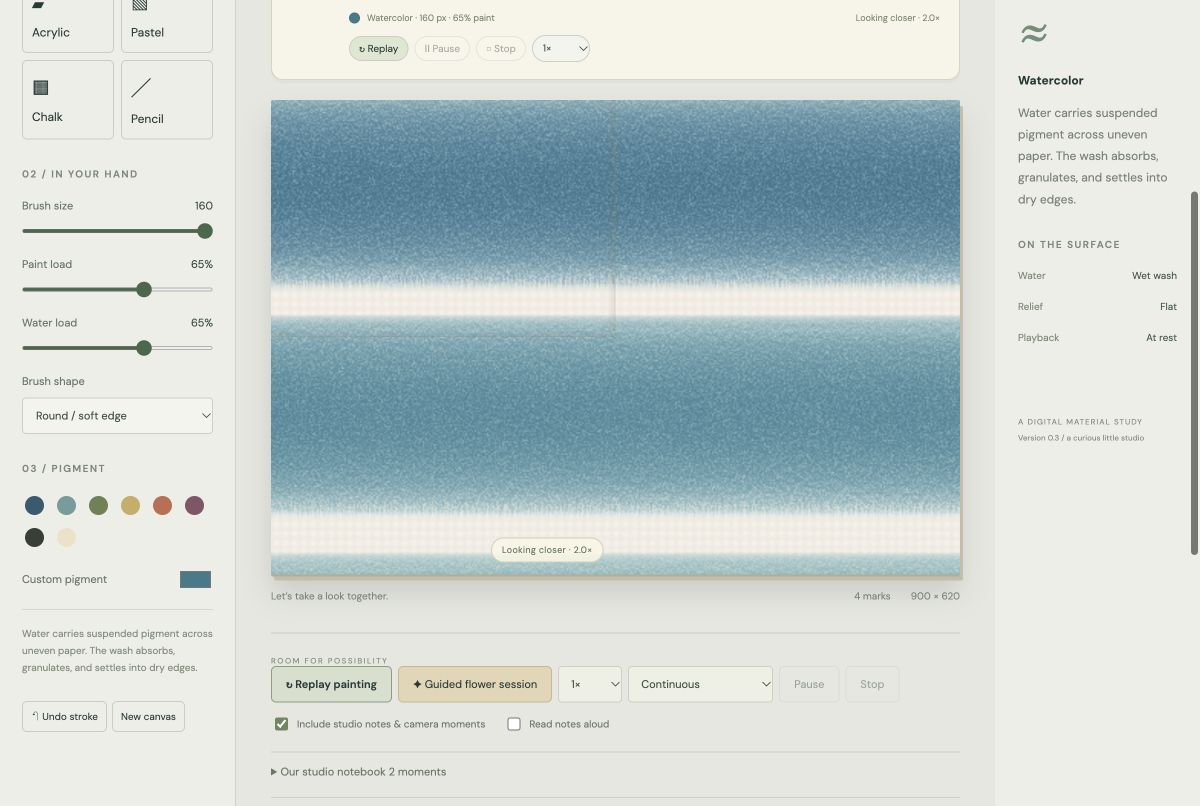 Acrylic
Pastel
Chalk
Pencil
02 / IN YOUR HAND
Brush size 160
Paint load 65%
Water load 65%
Brush shape
Round / soft edge
03 / PIGMENT
Custom pigment
Water carries suspended pigment across
uneven paper. The wash absorbs,
granulates, and settles into dry edges.
Undo stroke
New canvas
Watercolor · 160 px · 65% paint
Looking closer · 2.0×
↻ Replay
II Pause
□ Stop
1×
Looking closer · 2.0×
Let's take a look together.
4 marks 900 × 620
ROOM FOR POSSIBILITY
↻ Replay painting
✦ Guided flower session
1×
Continuous
Pause
Stop
Include studio notes & camera moments
Read notes aloud
▶ Our studio notebook 2 moments
Watercolor
Water carries suspended
pigment across uneven
paper. The wash absorbs,
granulates, and settles into
dry edges.
ON THE SURFACE
Water Wet wash
Relief Flat
Playback At rest
A DIGITAL MATERIAL STUDY
Version 0.3 / a curious little studio